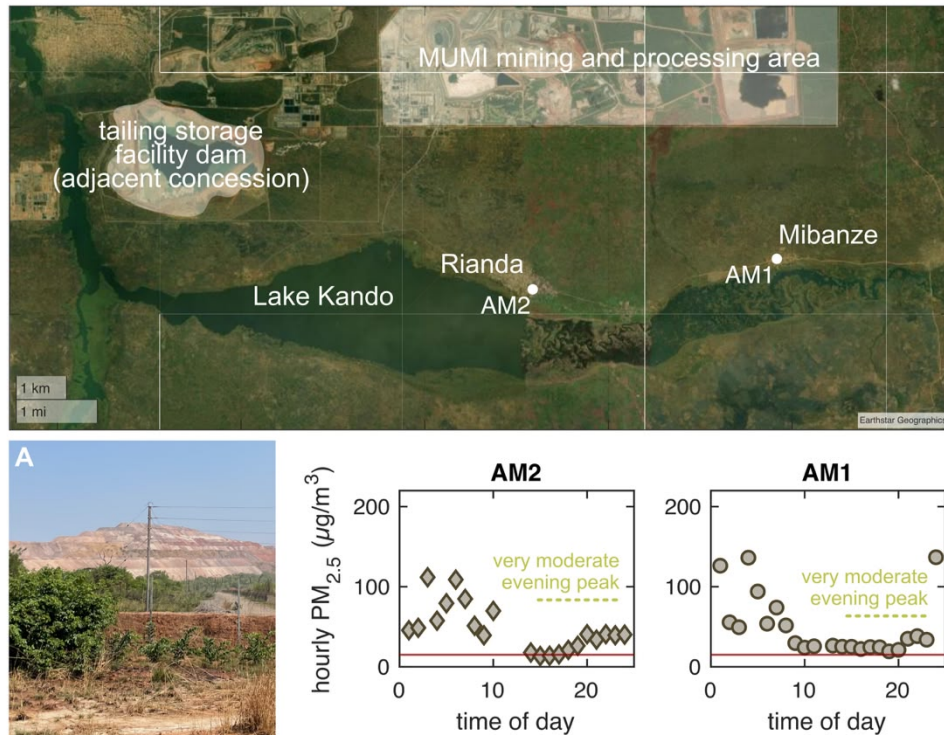 MUMI mining and processing area
tailing storage
facility dam
(adjacent concession)
Mibanze
Rianda
AM1
Lake Kando
AM2
1 km
1 mi
Earthstar Geographics
A
AM2
AM1
hourly PM2.5 (µg/m³)
200
100
0
very moderate
evening peak
0
10
20
time of day
200
100
0
very moderate
evening peak
0
10
20
time of day